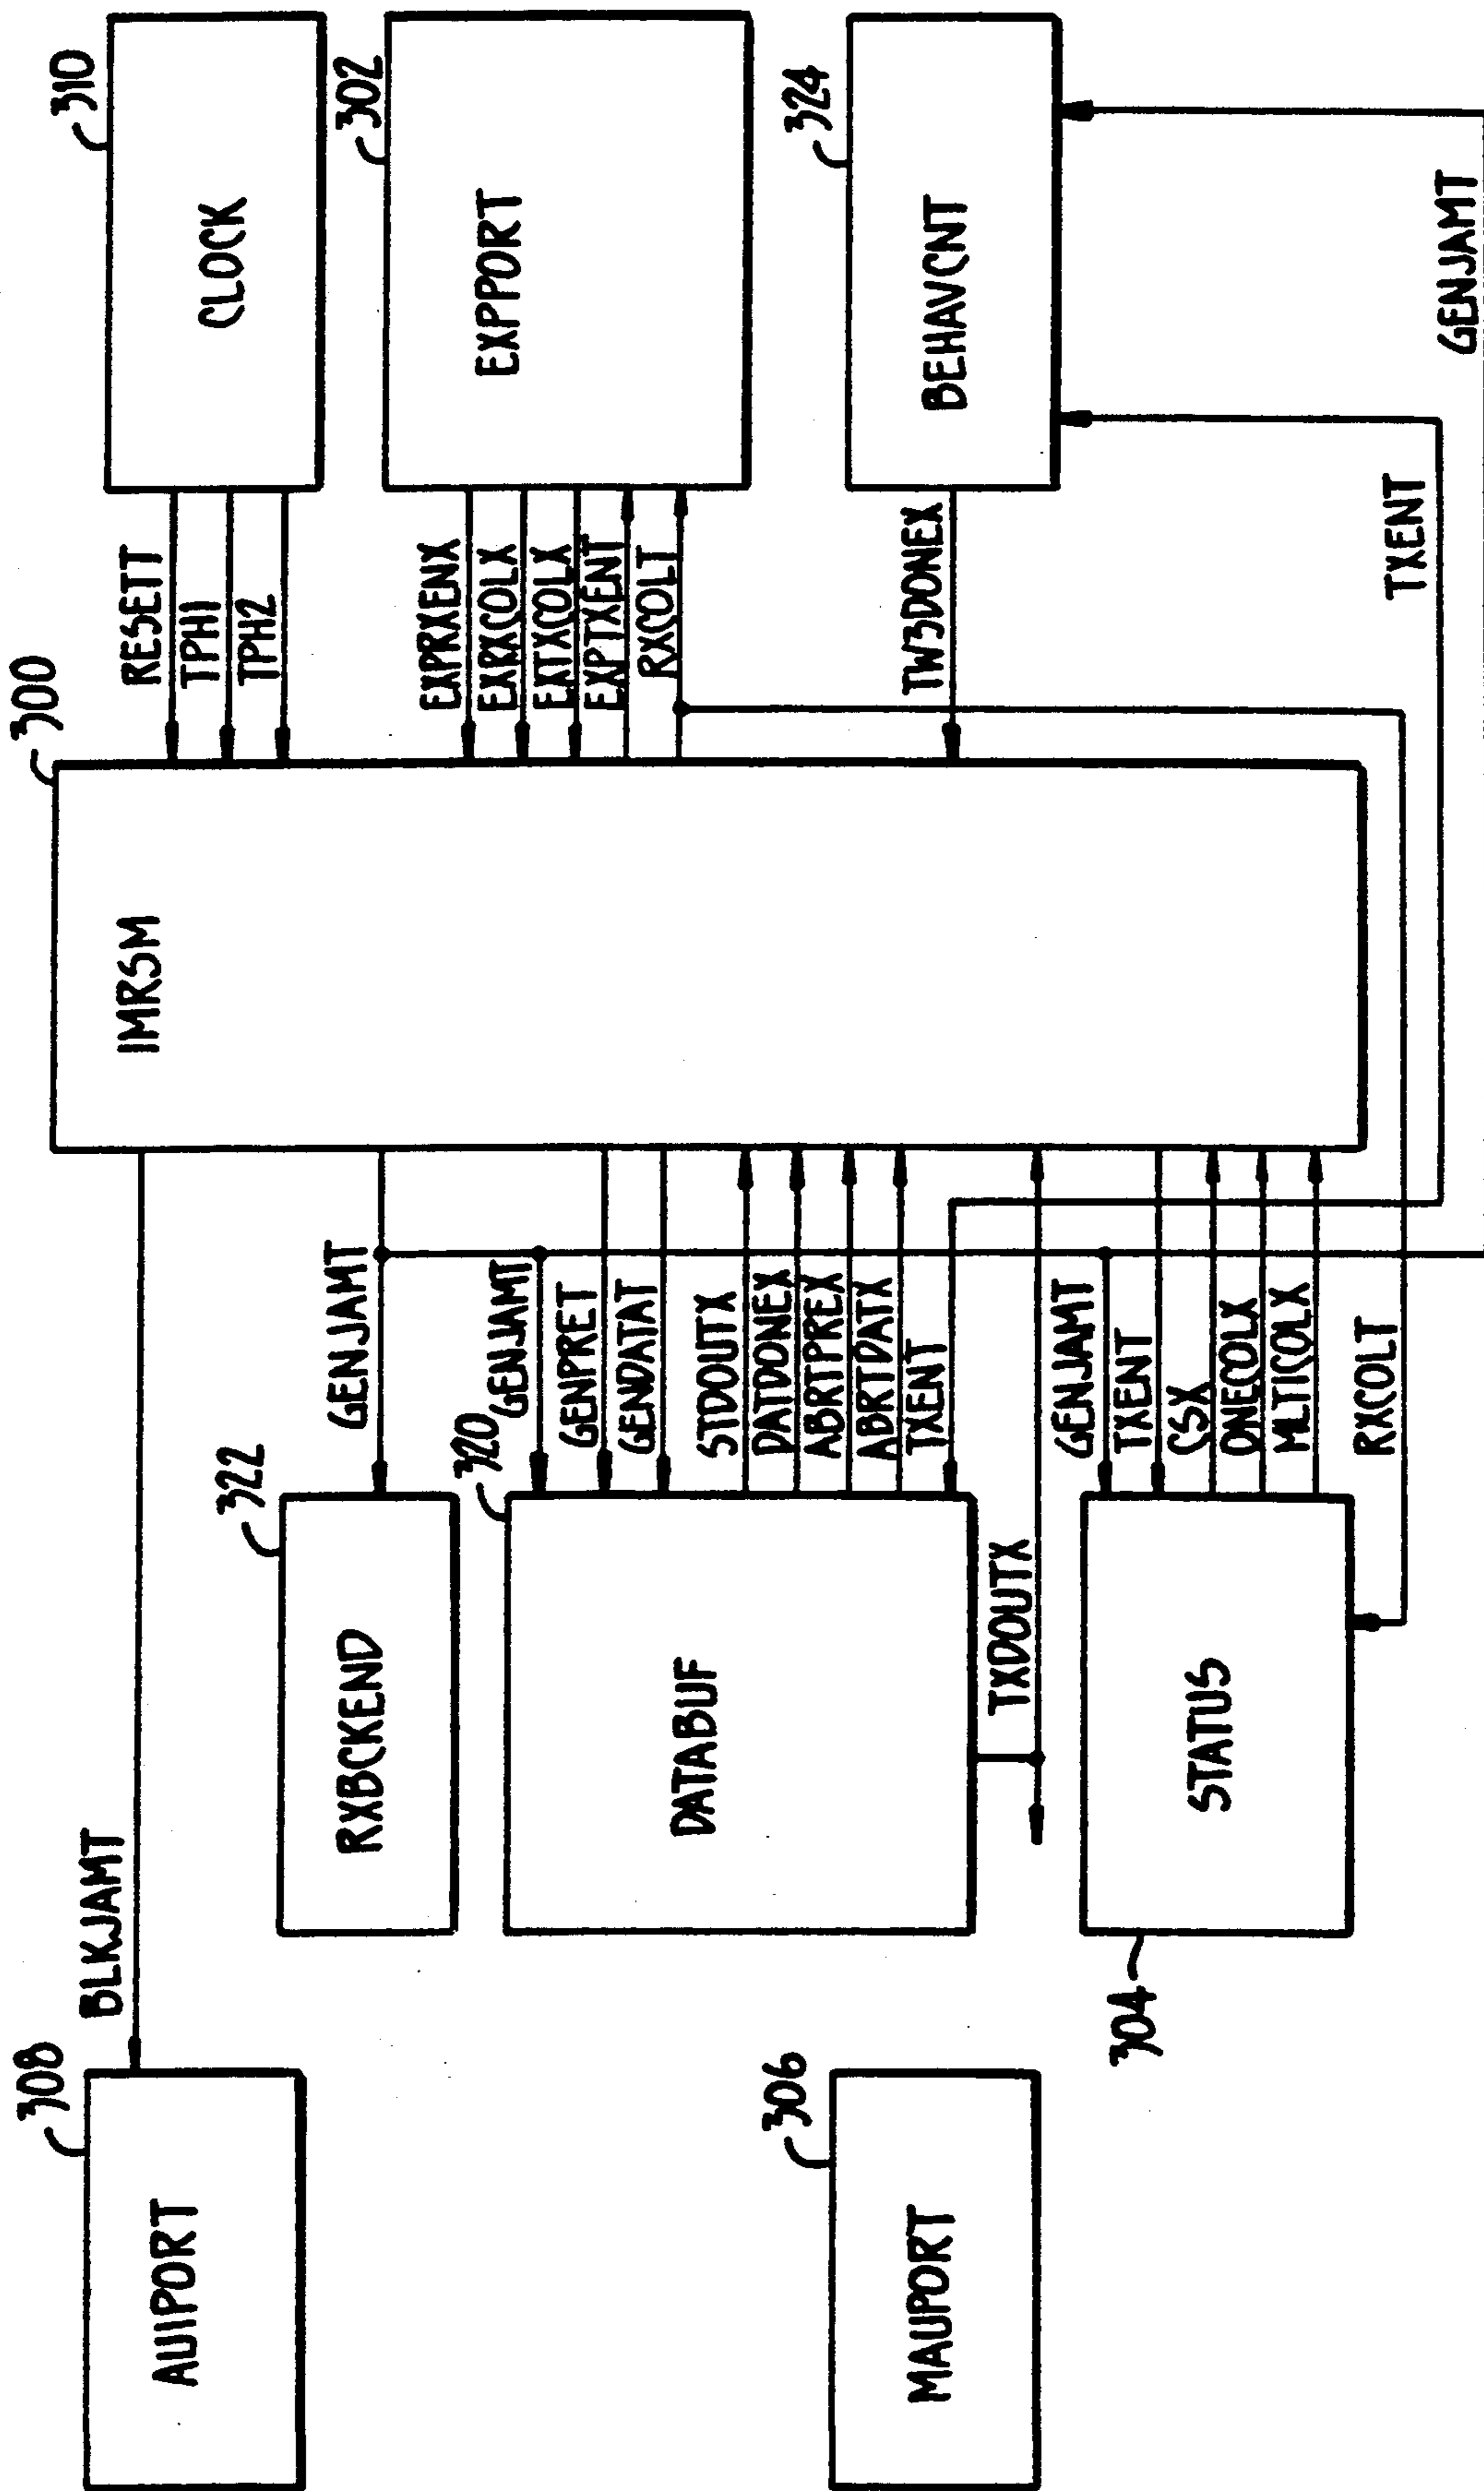 308
AUIPORT
306
MAUPORT
BLKJAMT
322
RXBCKEND
320
DATABUF
TXDOUTX
304
STATUS
GENJAMT
GENJAMT
GENPRET
GENDATAT
STDOUTX
DATDONEX
ABRTPREX
ABRTDATX
TXENT
GENJAMT
TXENT
CSX
ONECOLX
MLTICOLX
RXCOLT
300
IMRSM
RESETT
TPHI1
TPH2
EXPRXENX
EXRXCOLX
EXTXCOLX
EXPTXENT
RXCOLT
TW3DONEX
TXENT
GENJAMT
310
CLOCK
302
EXPPORT
324
BEHAVCNT